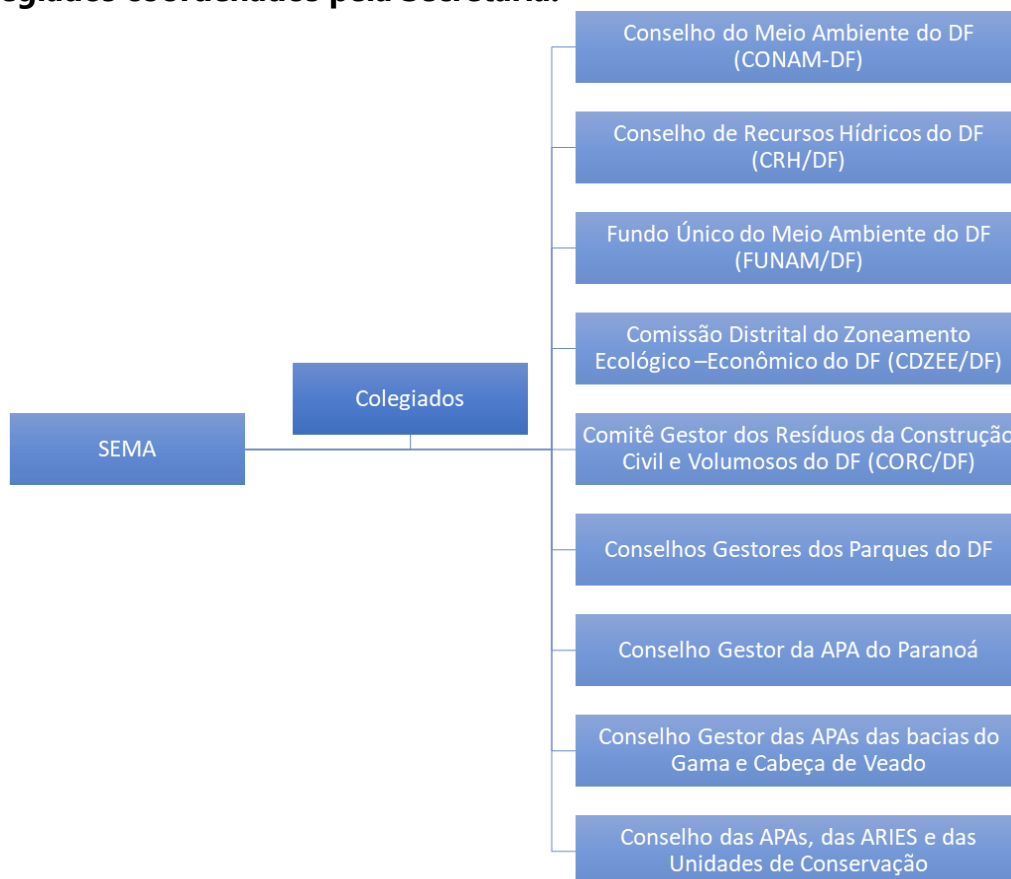 colegiados coordenados pela Secretaria:
Conselho do Meio Ambiente do DF
(CONAM-DF)
Conselho de Recursos Hídricos do DF
(CRH/DF)
Fundo Único do Meio Ambiente do DF
(FUNAM/DF)
Comissão Distrital do Zoneamento
Ecológico –Econômico do DF (CDZEE/DF)
Colegiados
SEMA
Comitê Gestor dos Resíduos da Construção
Civil e Volumosos do DF (CORC/DF)
Conselhos Gestores dos Parques do DF
Conselho Gestor da APA do Paranoá
Conselho Gestor das APAs das bacias do
Gama e Cabeça de Veado
Conselho das APAs, das ARIES e das
Unidades de Conservação